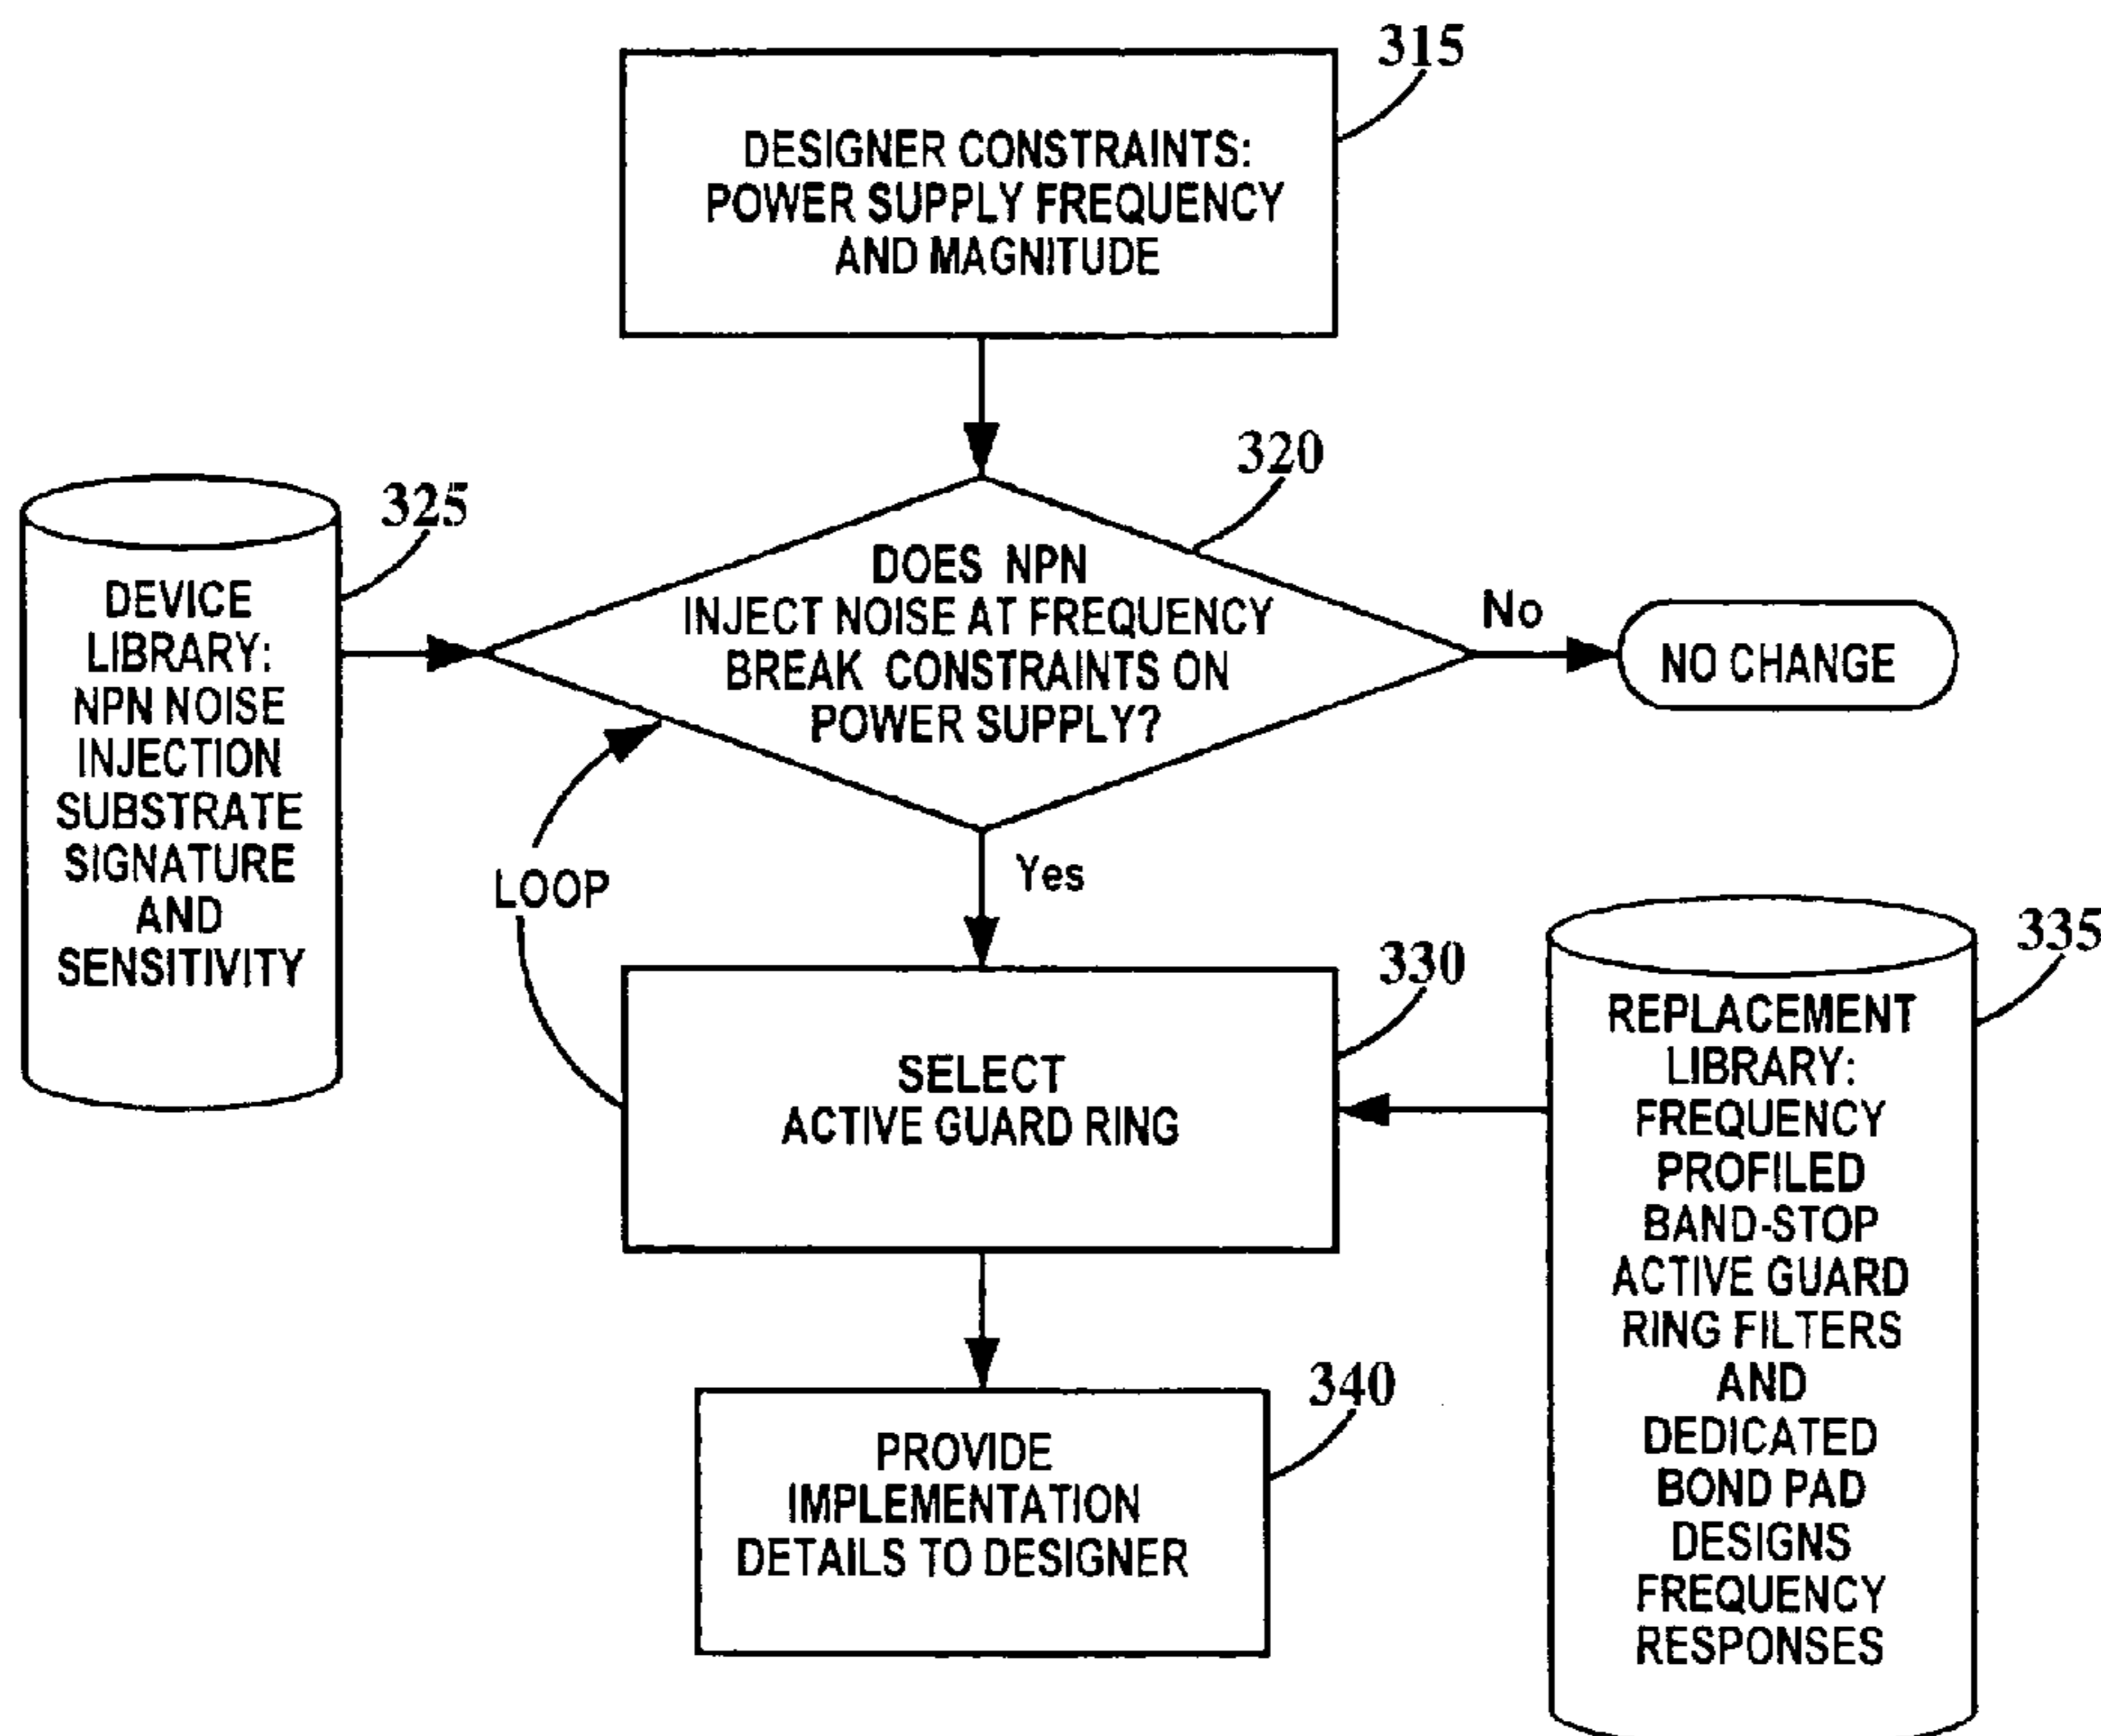 315
DESIGNER CONSTRAINTS:
POWER SUPPLY FREQUENCY
AND MAGNITUDE
320
DOES NPN
INJECT NOISE AT FREQUENCY
BREAK CONSTRAINTS ON
POWER SUPPLY?
No
NO CHANGE
325
DEVICE
LIBRARY:
NPN NOISE
INJECTION
SUBSTRATE
SIGNATURE
AND
SENSITIVITY
LOOP
Yes
330
SELECT
ACTIVE GUARD RING
335
REPLACEMENT
LIBRARY:
FREQUENCY
PROFILED
BAND-STOP
ACTIVE GUARD
RING FILTERS
AND
DEDICATED
BOND PAD
DESIGNS
FREQUENCY
RESPONSES
340
PROVIDE
IMPLEMENTATION
DETAILS TO DESIGNER